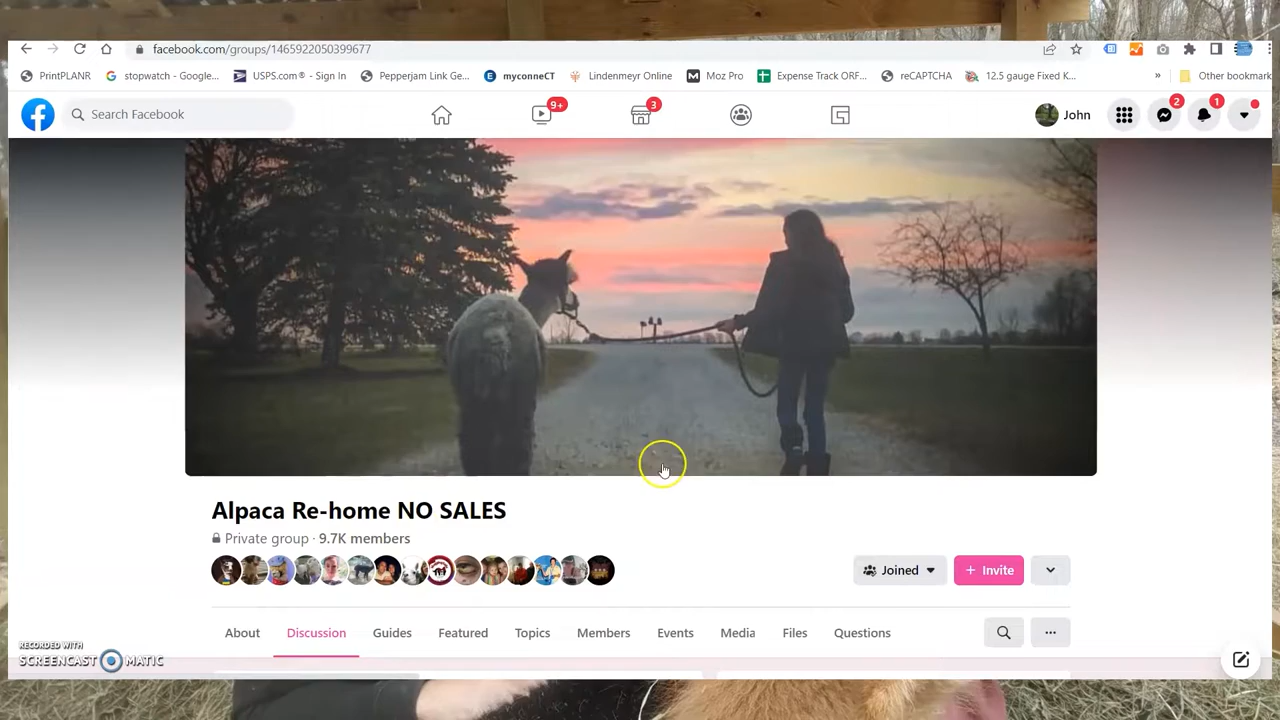 facebook.com/groups/1465922050399677
PrintPLANR
stopwatch - Google...
USPS.com® - Sign In
Pepperjam Link Ge...
myconneCT
Lindenmeyr Online
Moz Pro
Expense Track ORF...
reCAPTCHA
12.5 gauge Fixed K...
»
Other bookmark
Search Facebook
9+
3
John
2
1
Alpaca Re-home NO SALES
Private group · 9.7K members
Joined
+ Invite
About
Discussion
Guides
Featured
Topics
Members
Events
Media
Files
Questions
RECORDED WITH
SCREENCAST MATIC